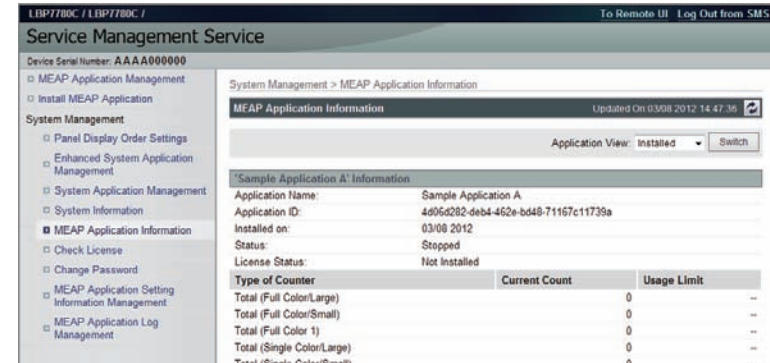 LBP7780C / LBP7780C /
To Remote UI Log Out from SMS
Service Management Service
Device Serial Number: AAAA000000
MEAP Application Management
Install MEAP Application
System Management
Panel Display Order Settings
Enhanced System Application
Management
System Application Management
System Information
MEAP Application Information
Check License
Change Password
MEAP Application Setting
Information Management
MEAP Application Log
Management
System Management > MEAP Application Information
MEAP Application Information
Updated On:03/08 2012 14:47:36
Application View: Installed Switch
'Sample Application A' Information
Application Name: Sample Application A
Application ID: 4d06d282-deb4-462e-bd48-71167c11739a
Installed on: 03/08 2012
Status: Stopped
License Status: Not Installed
Type of Counter Current Count Usage Limit
Total (Full Color/Large) 0 --
Total (Full Color/Small) 0 --
Total (Full Color 1) 0 --
Total (Single Color/Large) 0 --
Total (Single Color/Small) 0 --